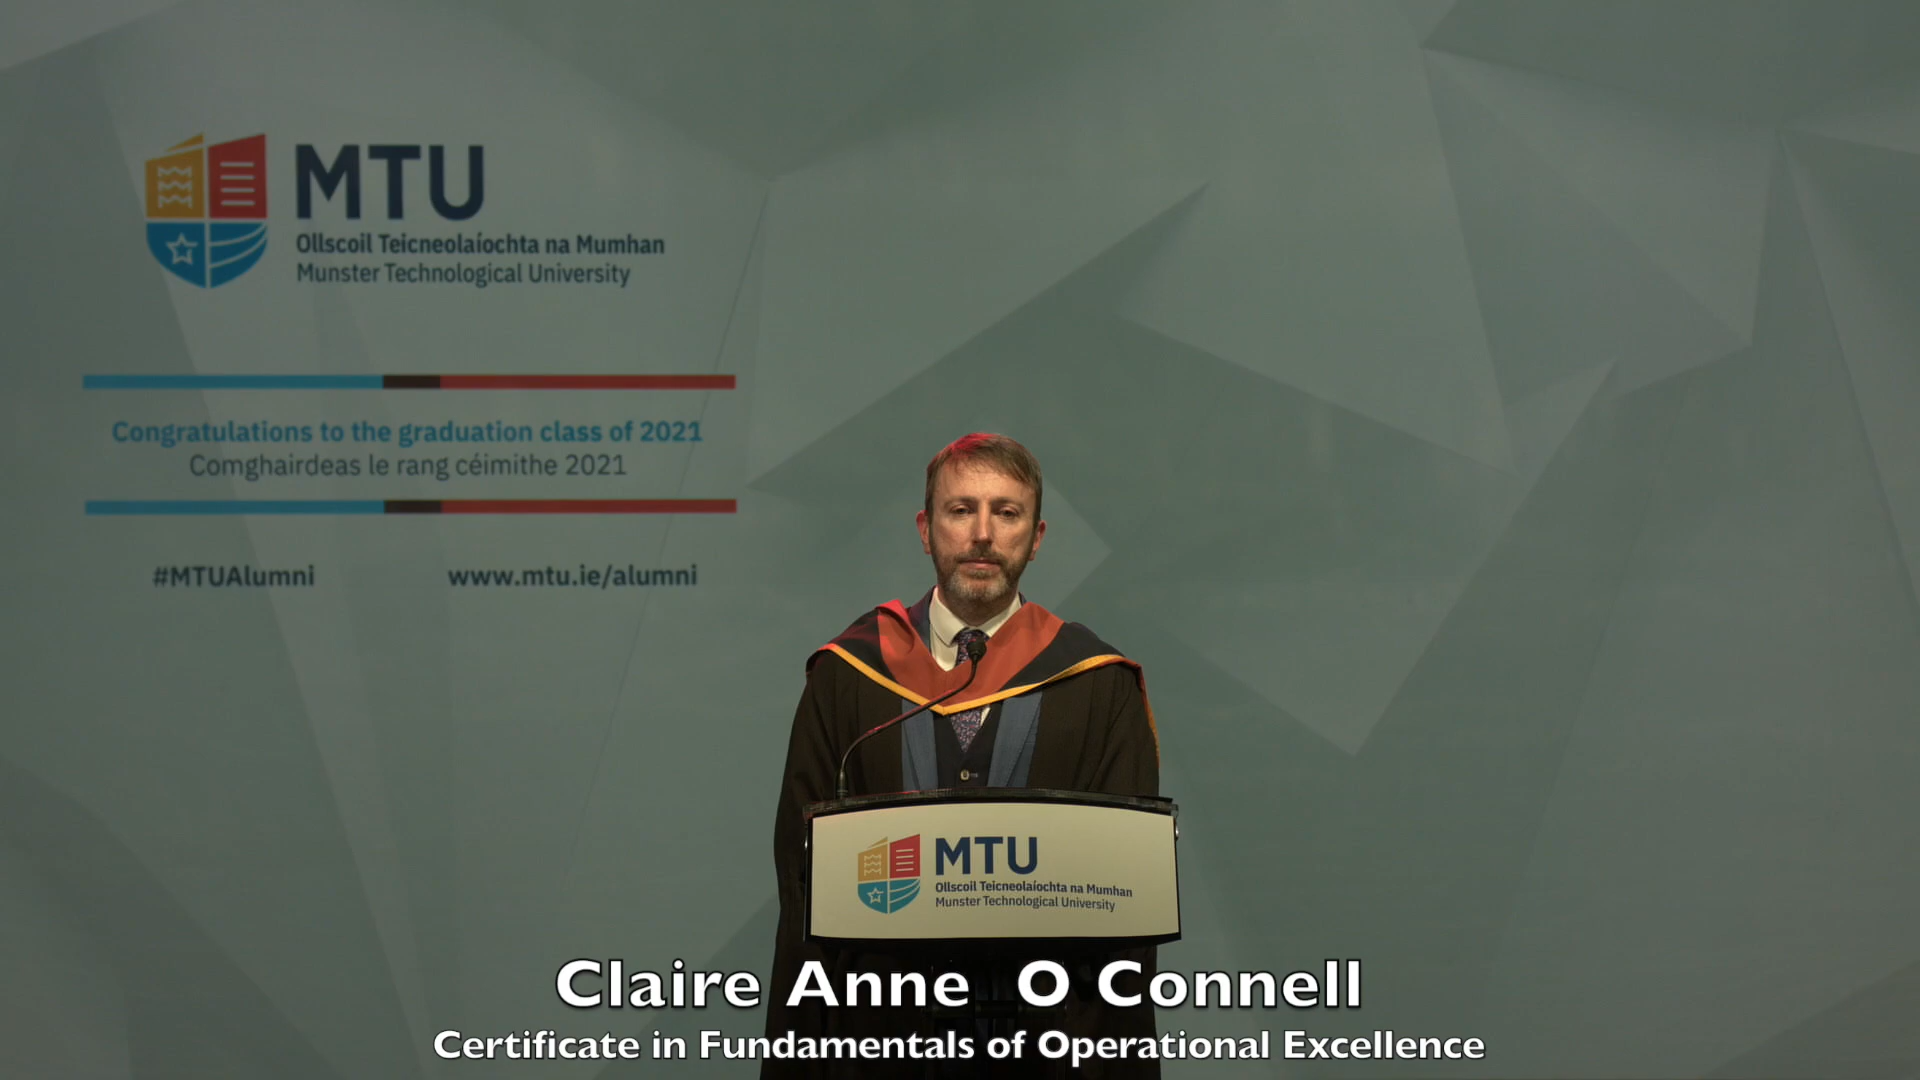 MTU
Ollscoil Teicneolaíochta na Mumhan
Munster Technological University
Congratulations to the graduation class of 2021
Comghairdeas le rang céimithe 2021
#MTUAlumni www.mtu.ie/alumni
MTU
Ollscoil Teicneolaíochta na Mumhan
Munster Technological University
Claire Anne O Connell
Certificate in Fundamentals of Operational Excellence